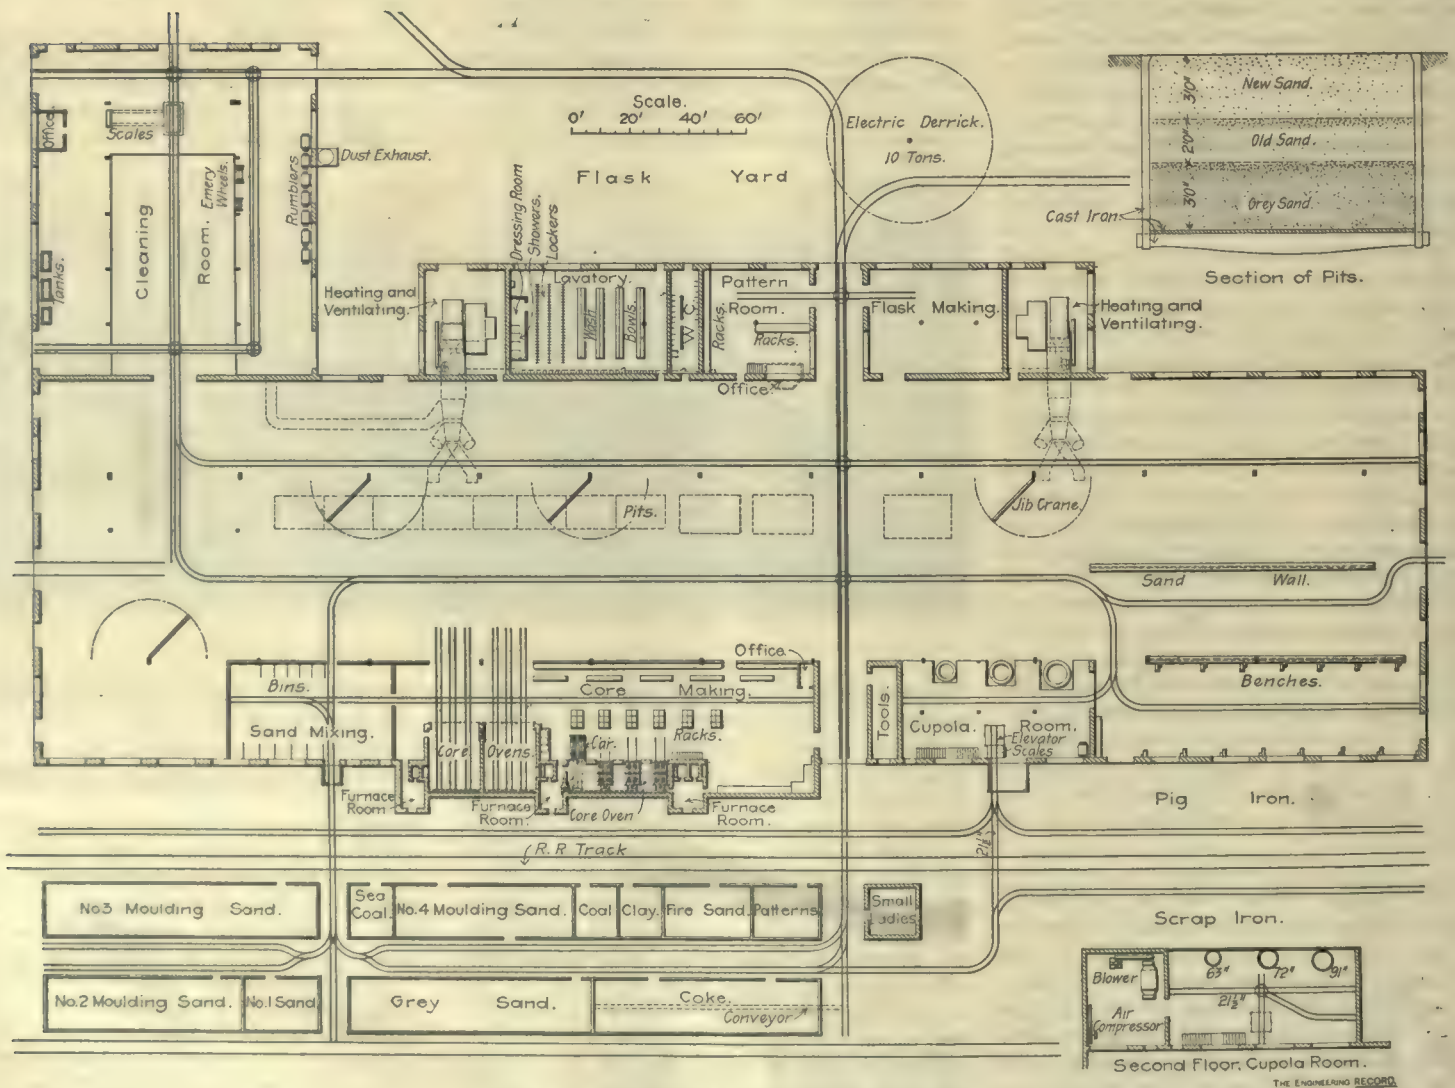 Scale.
0' 20' 40' 60'
Electric Derrick.
10 Tons.
Flask Yard
New Sand.
Old Sand.
Grey Sand.
3'0"
2'0"
3'0"
Cast Iron
Section of Pits.
Office
Scales
Dust Exhaust.
Rumblers
Emery
Wheels.
Cleaning
Room.
Tanks.
Heating and
Ventilating.
Dressing Room
Showers.
Lockers
Lavatory.
Wash
Bowls.
W C
Pattern
Room.
Racks.
Racks.
Office.
Flask Making.
Heating and
Ventilating.
Pits.
Jib Crane.
Sand Wall.
Benches.
Bins.
Sand Mixing.
Core Ovens.
Office.
Core Making.
Car.
Racks.
Furnace
Room.
Furnace
Room.
Core Oven
Furnace
Room.
Tools.
Cupola Room.
Elevator
Scales
21½"
Pig Iron.
R.R Track
No3 Moulding Sand.
Sea
Coal.
No.4 Moulding Sand.
Coal
Clay.
Fire Sand.
Patterns
Small
Ladles
Scrap Iron.
No.2 Moulding Sand.
No.1 Sand
Grey Sand.
Coke.
Conveyor
Blower
Air
Compressor
63" 72" 91"
21½"
Second Floor, Cupola Room.
THE ENGINEERING RECORD.